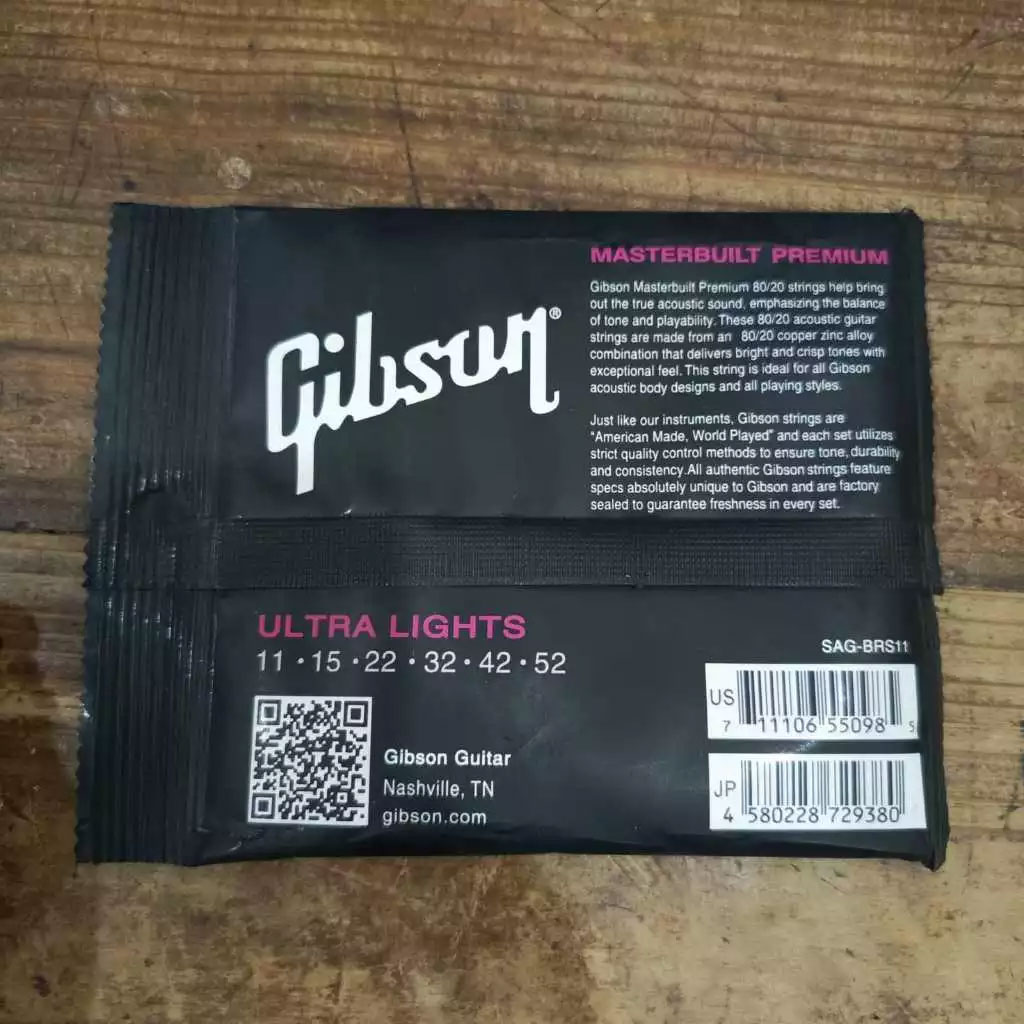 Gibson®
MASTERBUILT PREMIUM
Gibson Masterbuilt Premium 80/20 strings help bring
out the true acoustic sound, emphasizing the balance
of tone and playability. These 80/20 acoustic guitar
strings are made from an 80/20 copper zinc alloy
combination that delivers bright and crisp tones with
exceptional feel. This string is ideal for all Gibson
acoustic body designs and all playing styles.
Just like our instruments, Gibson strings are
"American Made, World Played" and each set utilizes
strict quality control methods to ensure tone, durability
and consistency. All authentic Gibson strings feature
specs absolutely unique to Gibson and are factory
sealed to guarantee freshness in every set.
ULTRA LIGHTS
11 · 15 · 22 · 32 · 42 · 52
Gibson Guitar
Nashville, TN
gibson.com
SAG-BRS11
US
7 11106 55098 5
JP
4 580228 729380